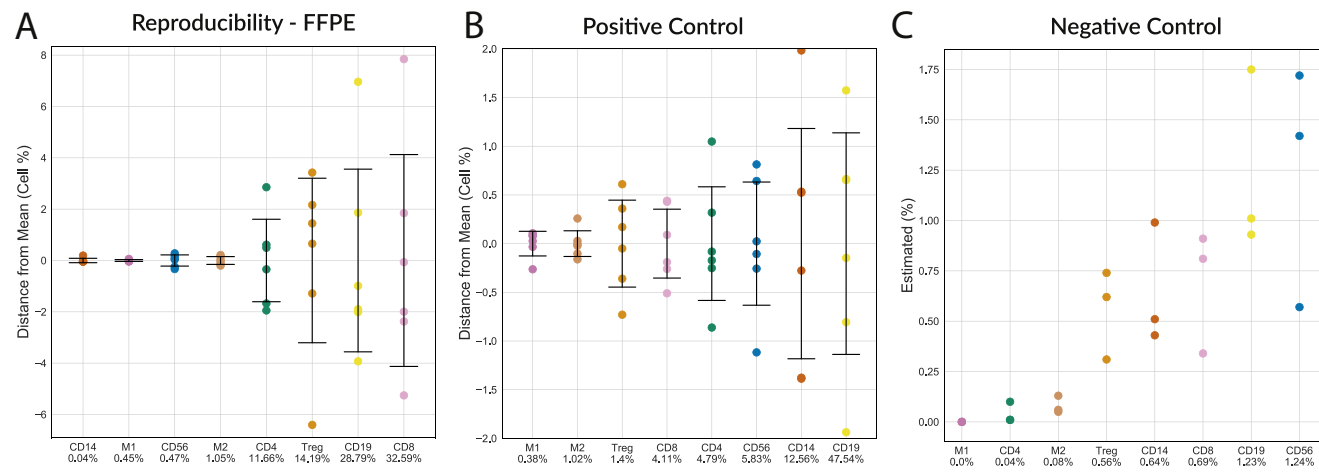 A
Reproducibility - FFPE
Distance from Mean (Cell %)
8
6
4
2
0
−2
−4
−6
CD14 M1 CD56 M2 CD4 Treg CD19 CD8
0.04% 0.45% 0.47% 1.05% 11.66% 14.19% 28.79% 32.59%
B
Positive Control
Distance from Mean (Cell %)
2.0
1.5
1.0
0.5
0.0
−0.5
−1.0
−1.5
−2.0
M1 M2 Treg CD8 CD4 CD56 CD14 CD19
0.38% 1.02% 1.4% 4.11% 4.79% 5.83% 12.56% 47.54%
C
Negative Control
Estimated (%)
1.75
1.50
1.25
1.00
0.75
0.50
0.25
0.00
M1 CD4 M2 Treg CD14 CD8 CD19 CD56
0.0% 0.04% 0.08% 0.56% 0.64% 0.69% 1.23% 1.24%